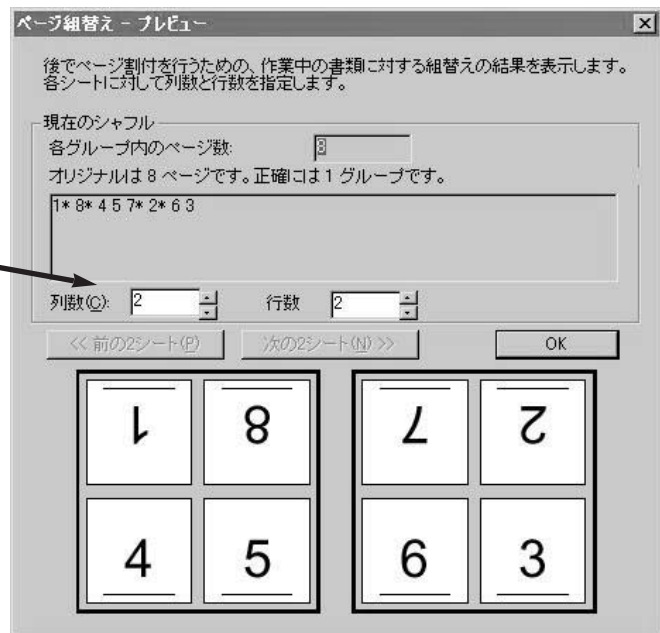 ページ組替え - プレビュー
後でページ割付を行うための、作業中の書類に対する組替えの結果を表示します。
各シートに対して列数と行数を指定します。
現在のシャフル
各グループ内のページ数: 8
オリジナルは 8 ページです。正確には 1 グループです。
1* 8* 4 5 7* 2* 6 3
列数(C): 2 行数 2
<< 前の2シート(P) 次の2シート(N) >> OK
1 8 7 2
4 5 6 3